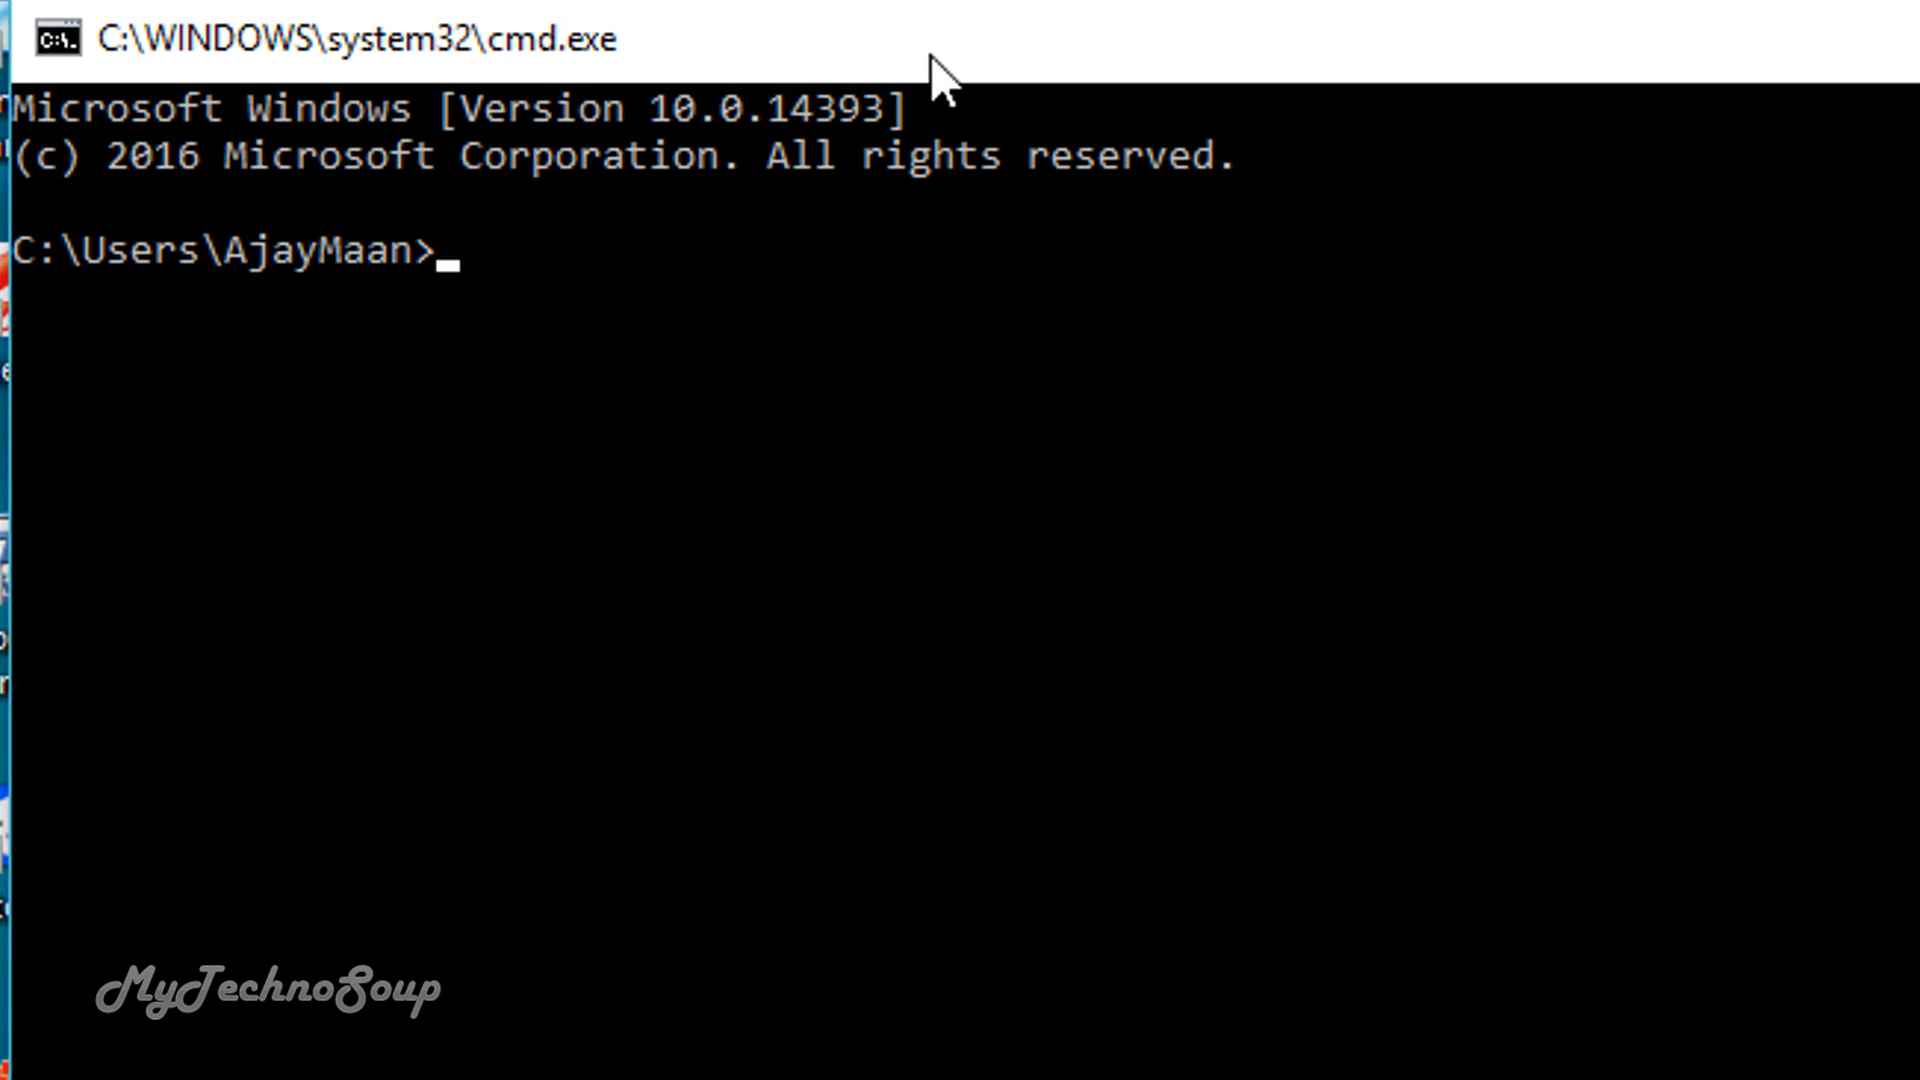 C:\WINDOWS\system32\cmd.exe
Microsoft Windows [Version 10.0.14393]
(c) 2016 Microsoft Corporation. All rights reserved.
C:\Users\AjayMaan>
MyTechnoSoup